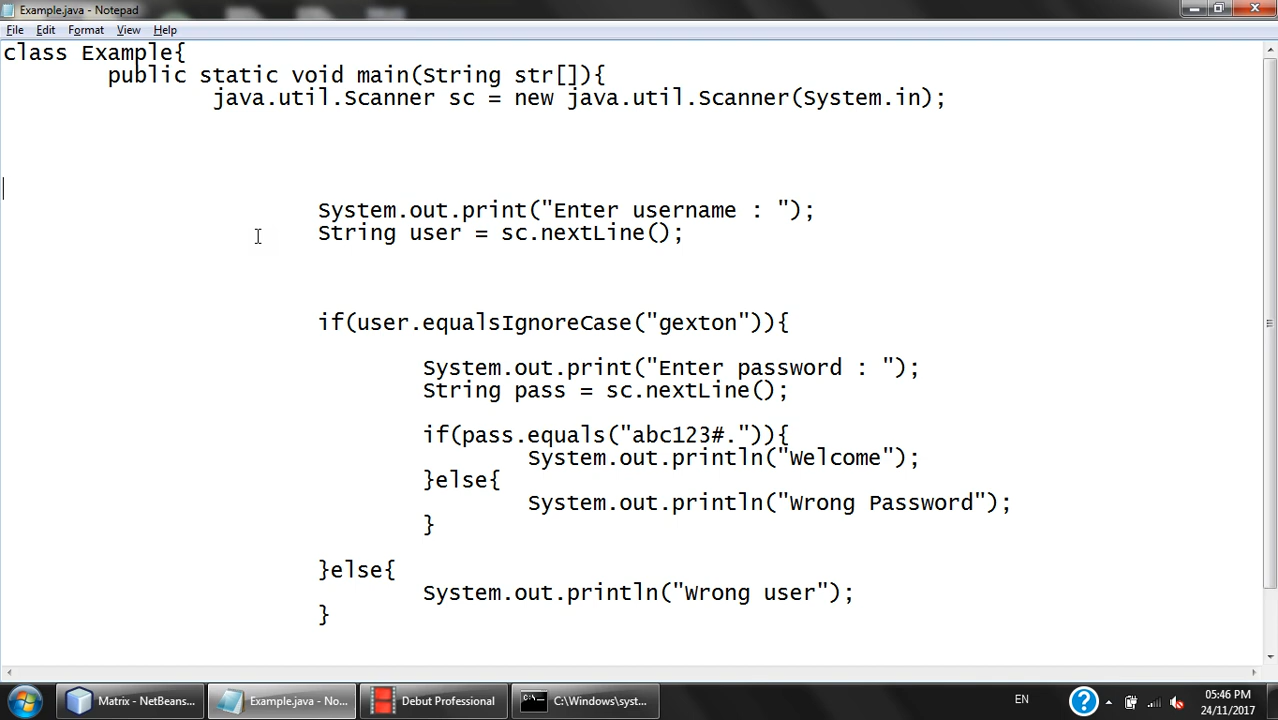 Example.java - Notepad
File Edit Format View Help
class Example{
public static void main(String str[]){
java.util.Scanner sc = new java.util.Scanner(System.in);
System.out.print("Enter username : ");
String user = sc.nextLine();
if(user.equalsIgnoreCase("gexton")){
System.out.print("Enter password : ");
String pass = sc.nextLine();
if(pass.equals("abc123#.")){
System.out.println("Welcome");
}else{
System.out.println("Wrong Password");
}
}else{
System.out.println("Wrong user");
}
Matrix - NetBeans... Example.java - No... Debut Professional C:\Windows\syst... EN 05:46 PM
24/11/2017